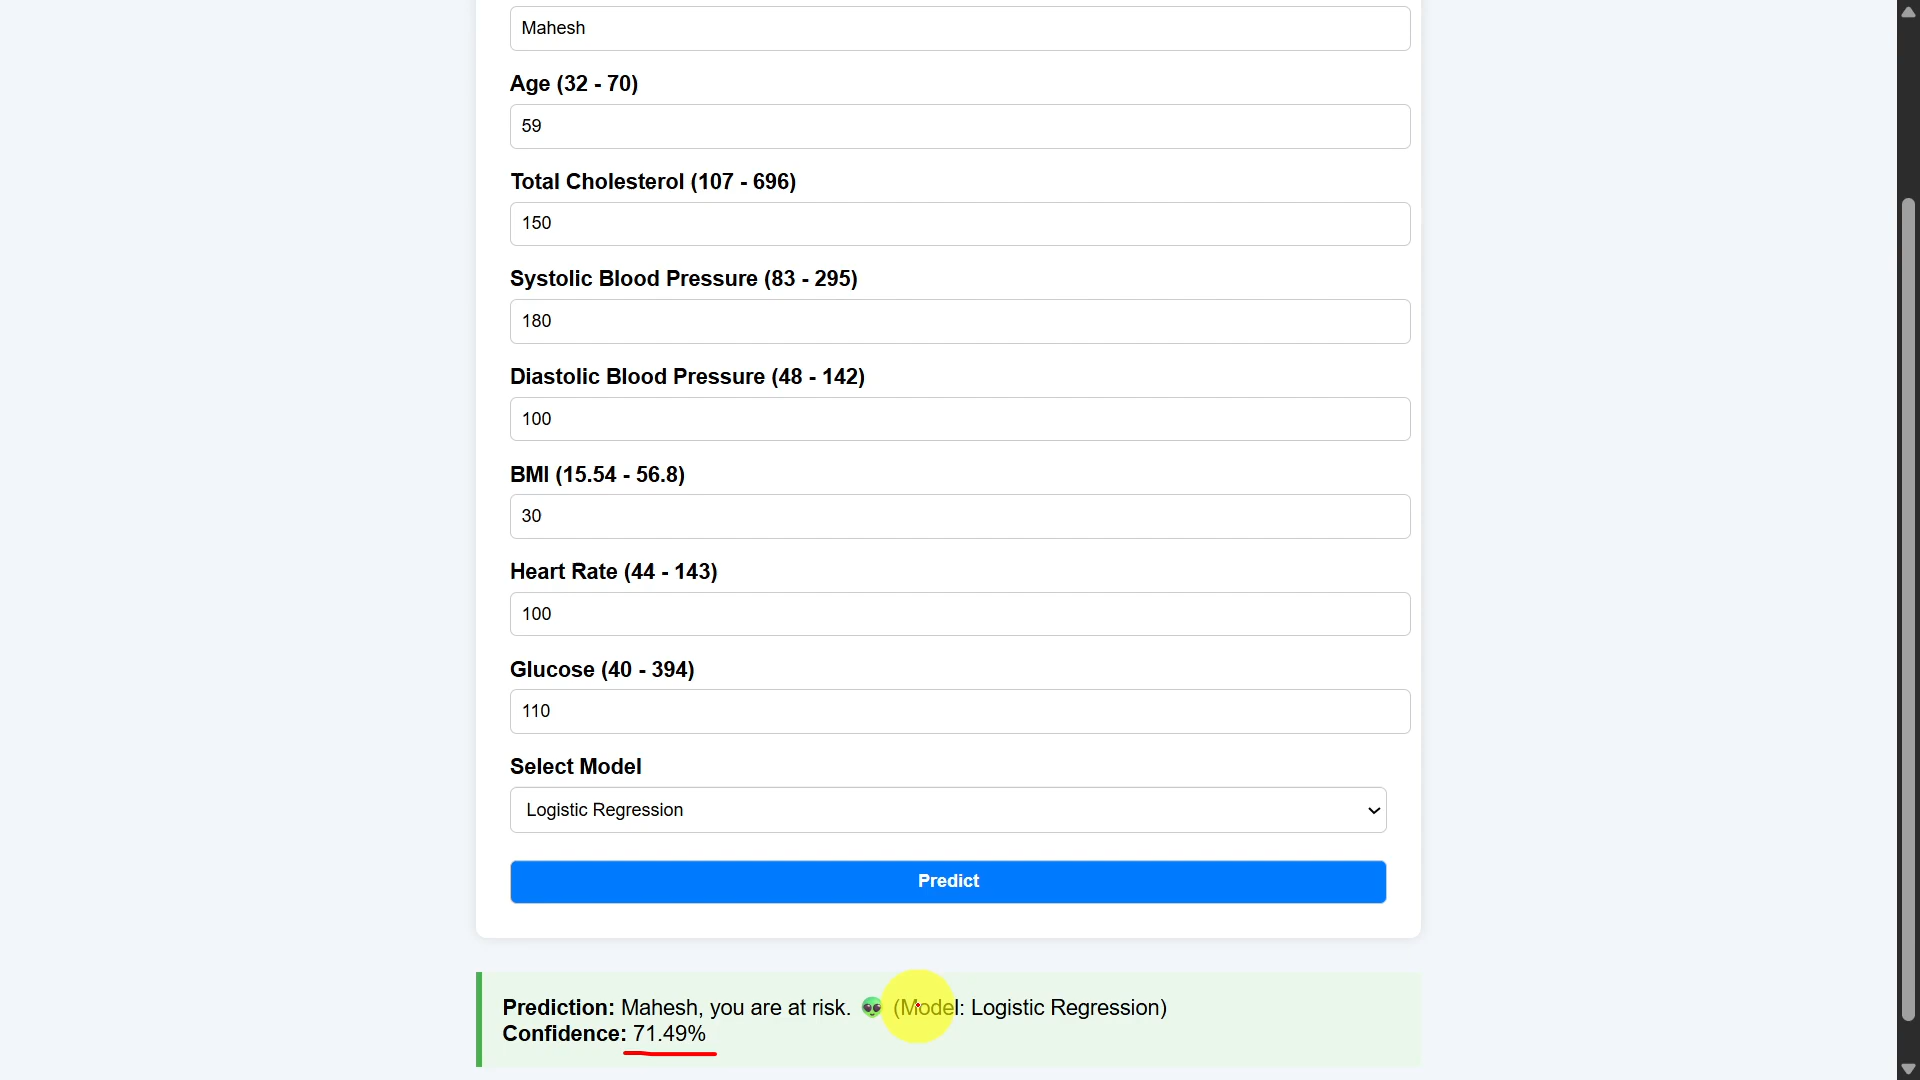 Mahesh
Age (32 - 70)
59
Total Cholesterol (107 - 696)
150
Systolic Blood Pressure (83 - 295)
180
Diastolic Blood Pressure (48 - 142)
100
BMI (15.54 - 56.8)
30
Heart Rate (44 - 143)
100
Glucose (40 - 394)
110
Select Model
Logistic Regression
Predict
Prediction: Mahesh, you are at risk. 👽 (Model: Logistic Regression)
Confidence: 71.49%